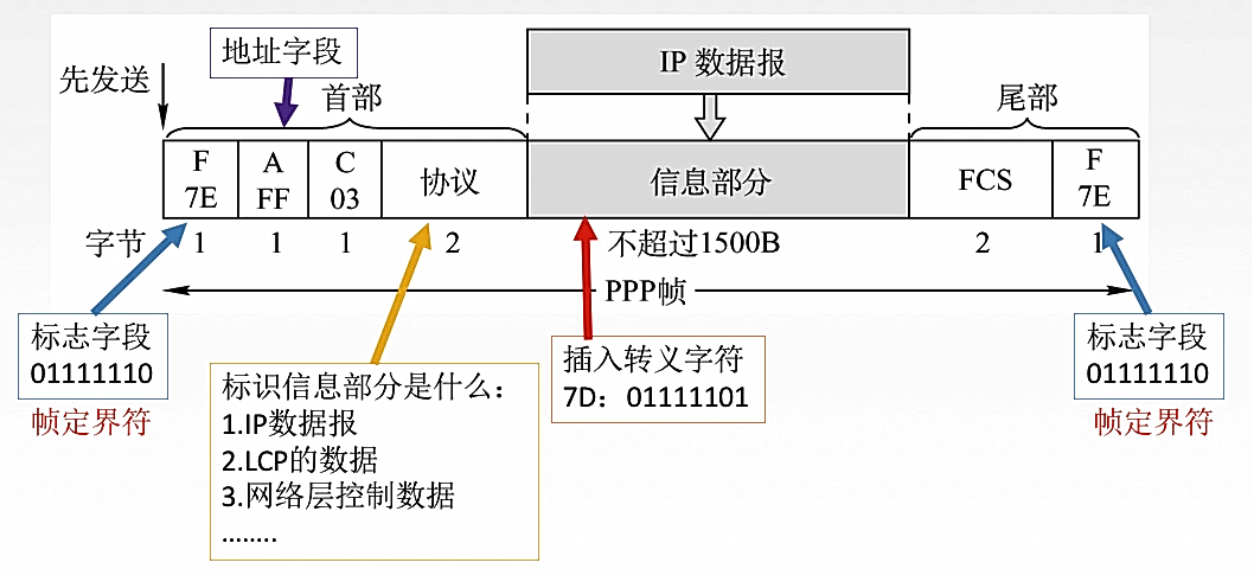 地址字段
IP 数据报
先发送
首部
尾部
F
7E
A
FF
C
03
协议
信息部分
FCS
F
7E
字节
1
1
1
2
不超过1500B
2
1
PPP帧
标志字段
01111110
帧定界符
标识信息部分是什么：
1.IP数据报
2.LCP的数据
3.网络层控制数据
........
插入转义字符
7D：01111101
标志字段
01111110
帧定界符